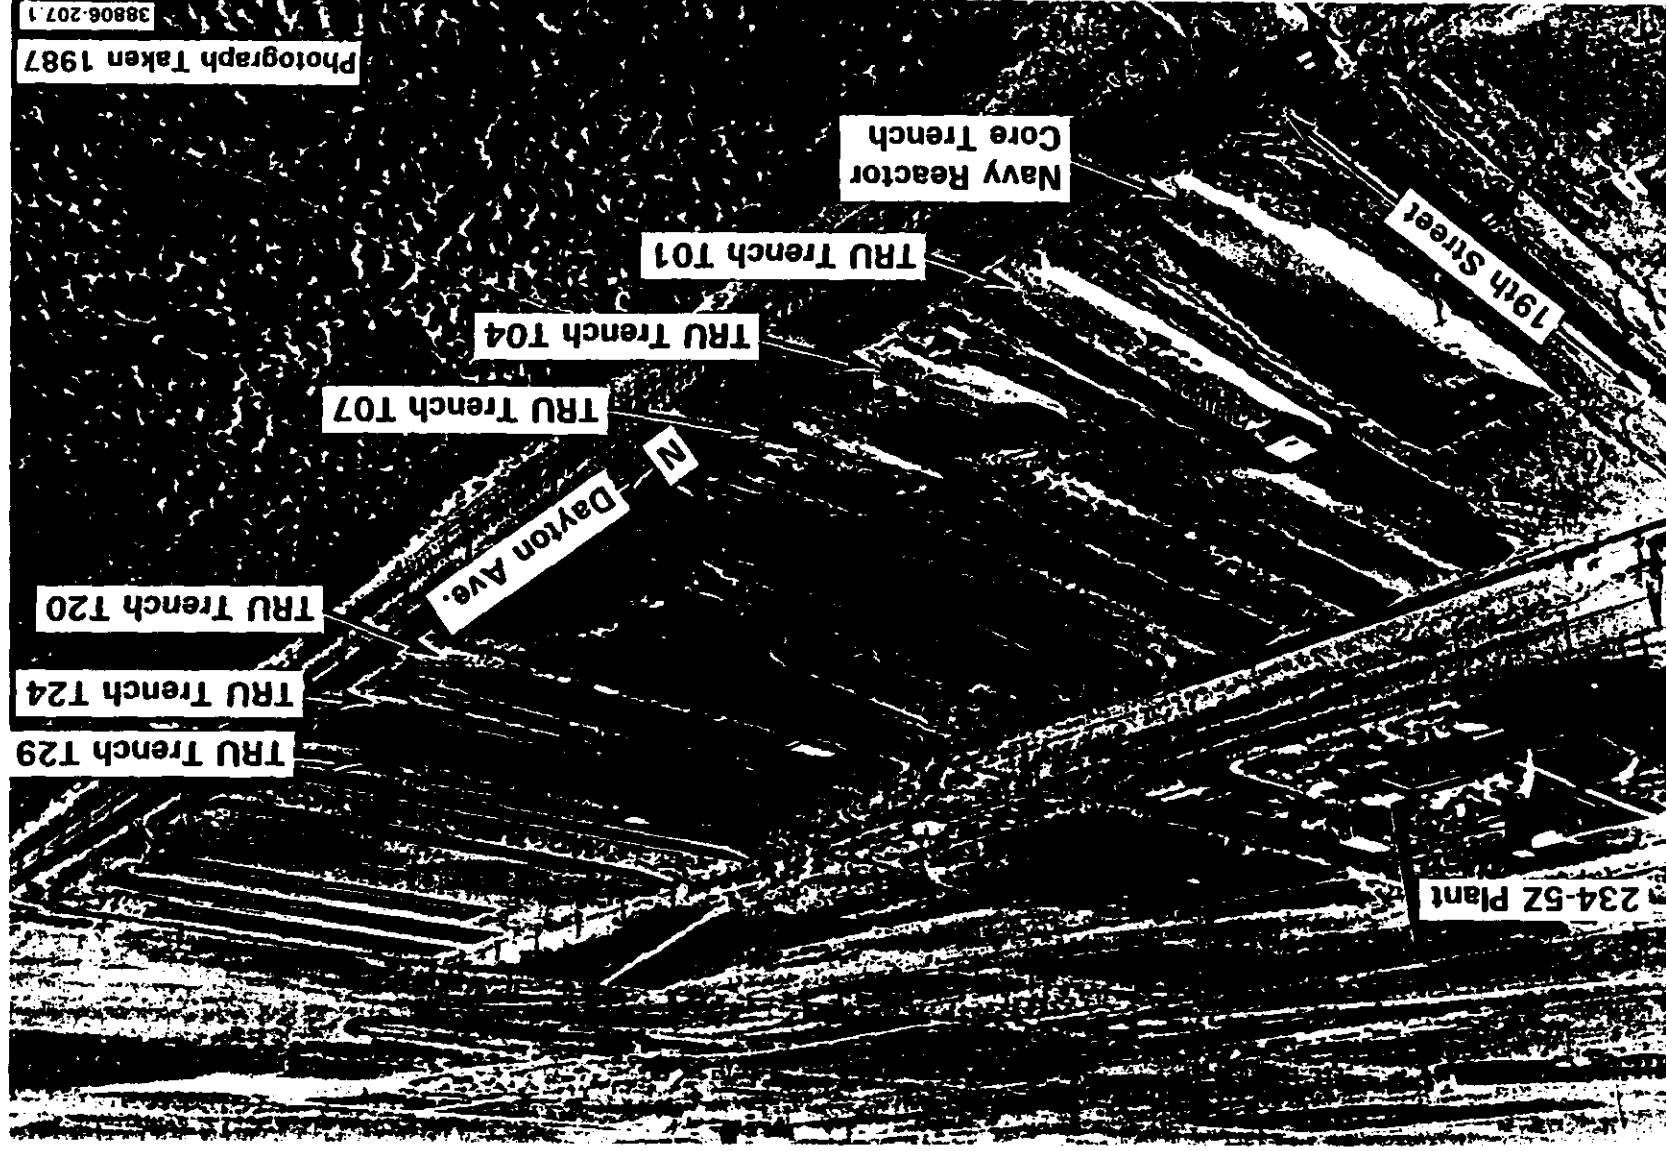 234-5Z Plant
TRU Trench T29
TRU Trench T24
TRU Trench T20
Dayton Ave.
N
TRU Trench T07
TRU Trench T04
19th Street
TRU Trench T01
Navy Reactor
Core Trench
Photograph Taken 1987
38806-207.1